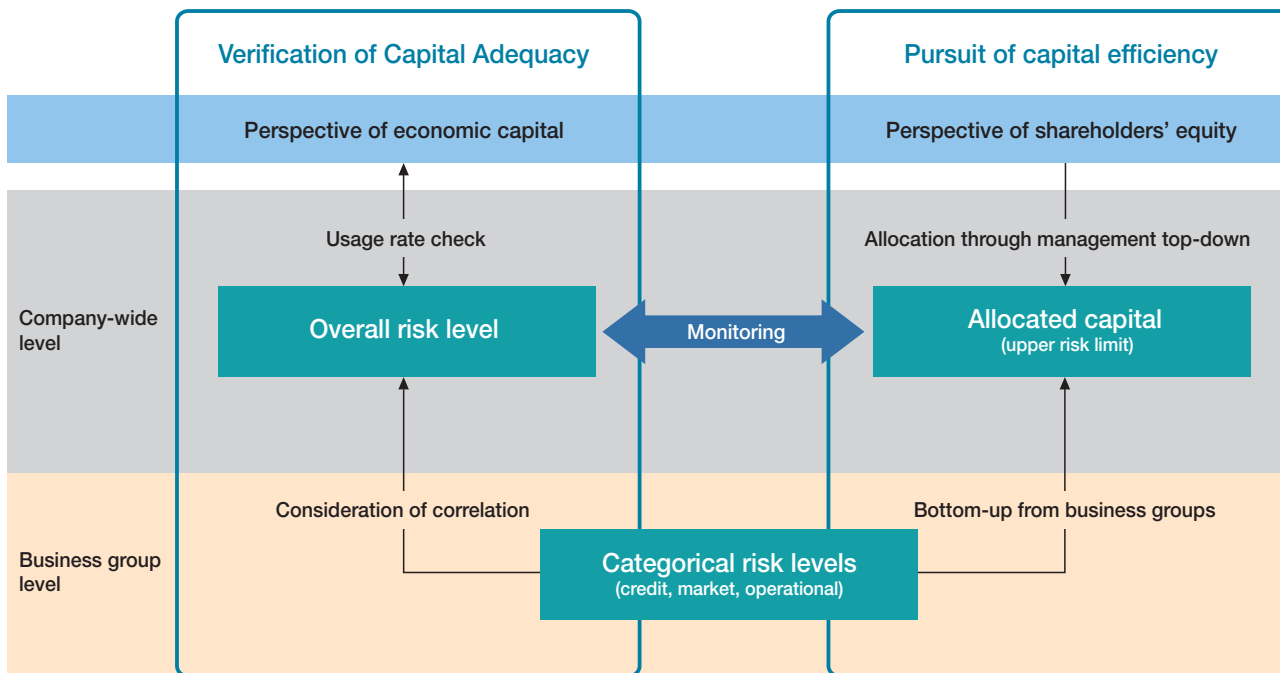 Verification of Capital Adequacy
Pursuit of capital efficiency
Perspective of economic capital
Perspective of shareholders’ equity
Usage rate check
Allocation through management top-down
Company-wide
level
Overall risk level
Monitoring
Allocated capital
(upper risk limit)
Consideration of correlation
Bottom-up from business groups
Business group
level
Categorical risk levels
(credit, market, operational)